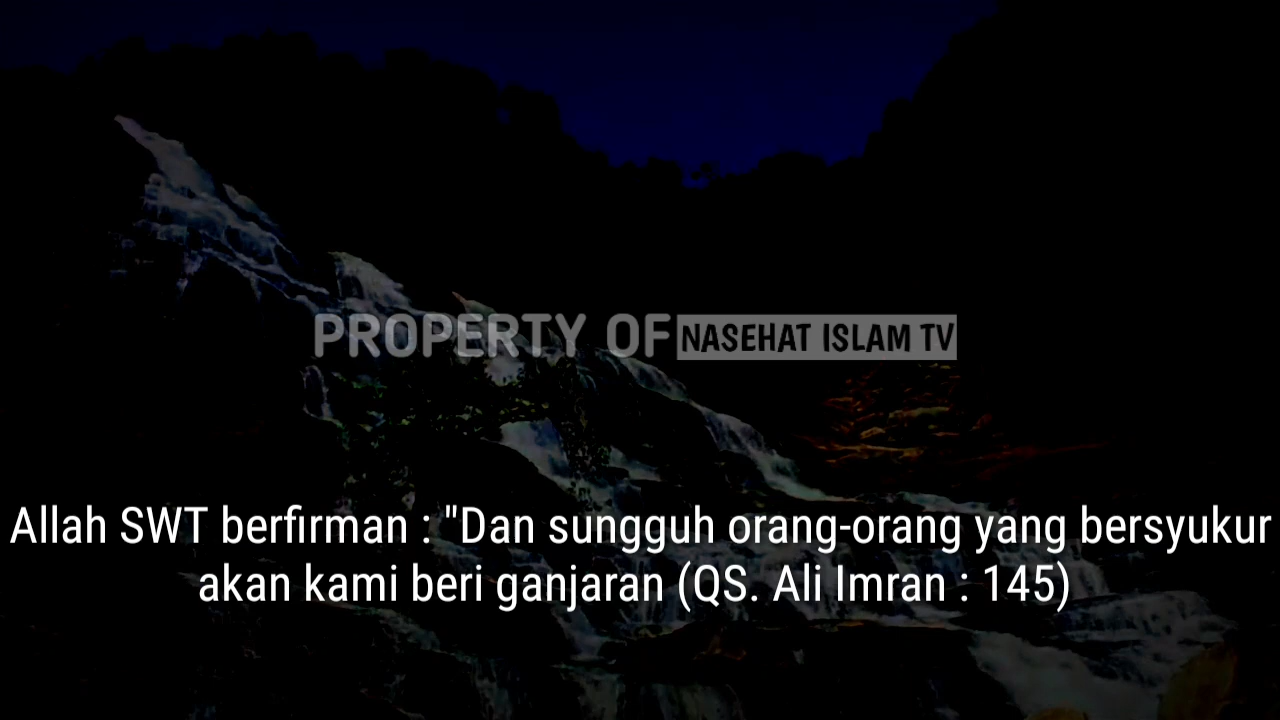 PROPERTY OF NASEHAT ISLAM TV
Allah SWT berfirman : "Dan sungguh orang-orang yang bersyukur
akan kami beri ganjaran (QS. Ali Imran : 145)